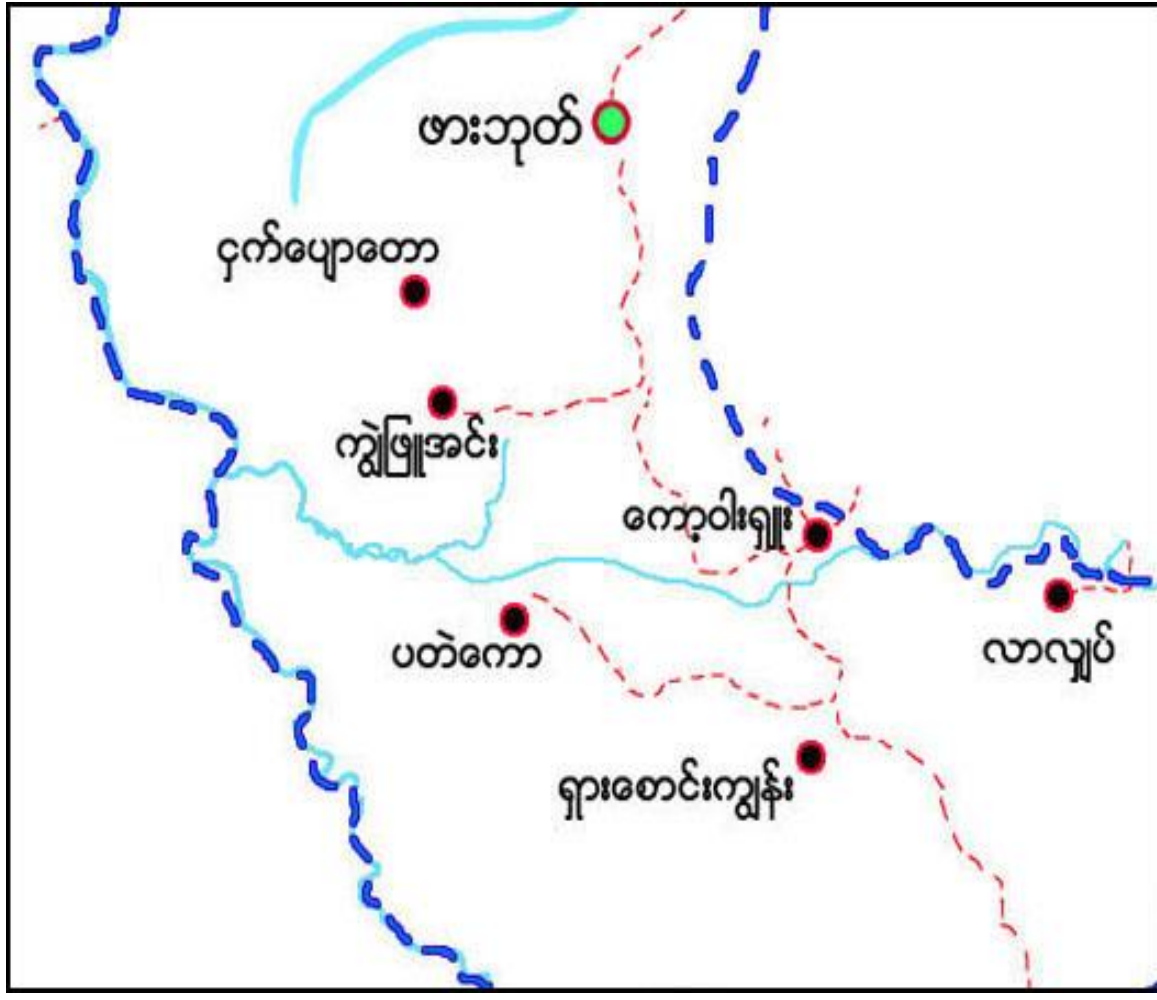 ဖားဘုတ်
ငှက်ပျောတော
ကျွဲဖြူအင်း
ကော့ဝါးရှူး
ပတဲကော
လာလျှပ်
ရှားစောင်းကျွန်း